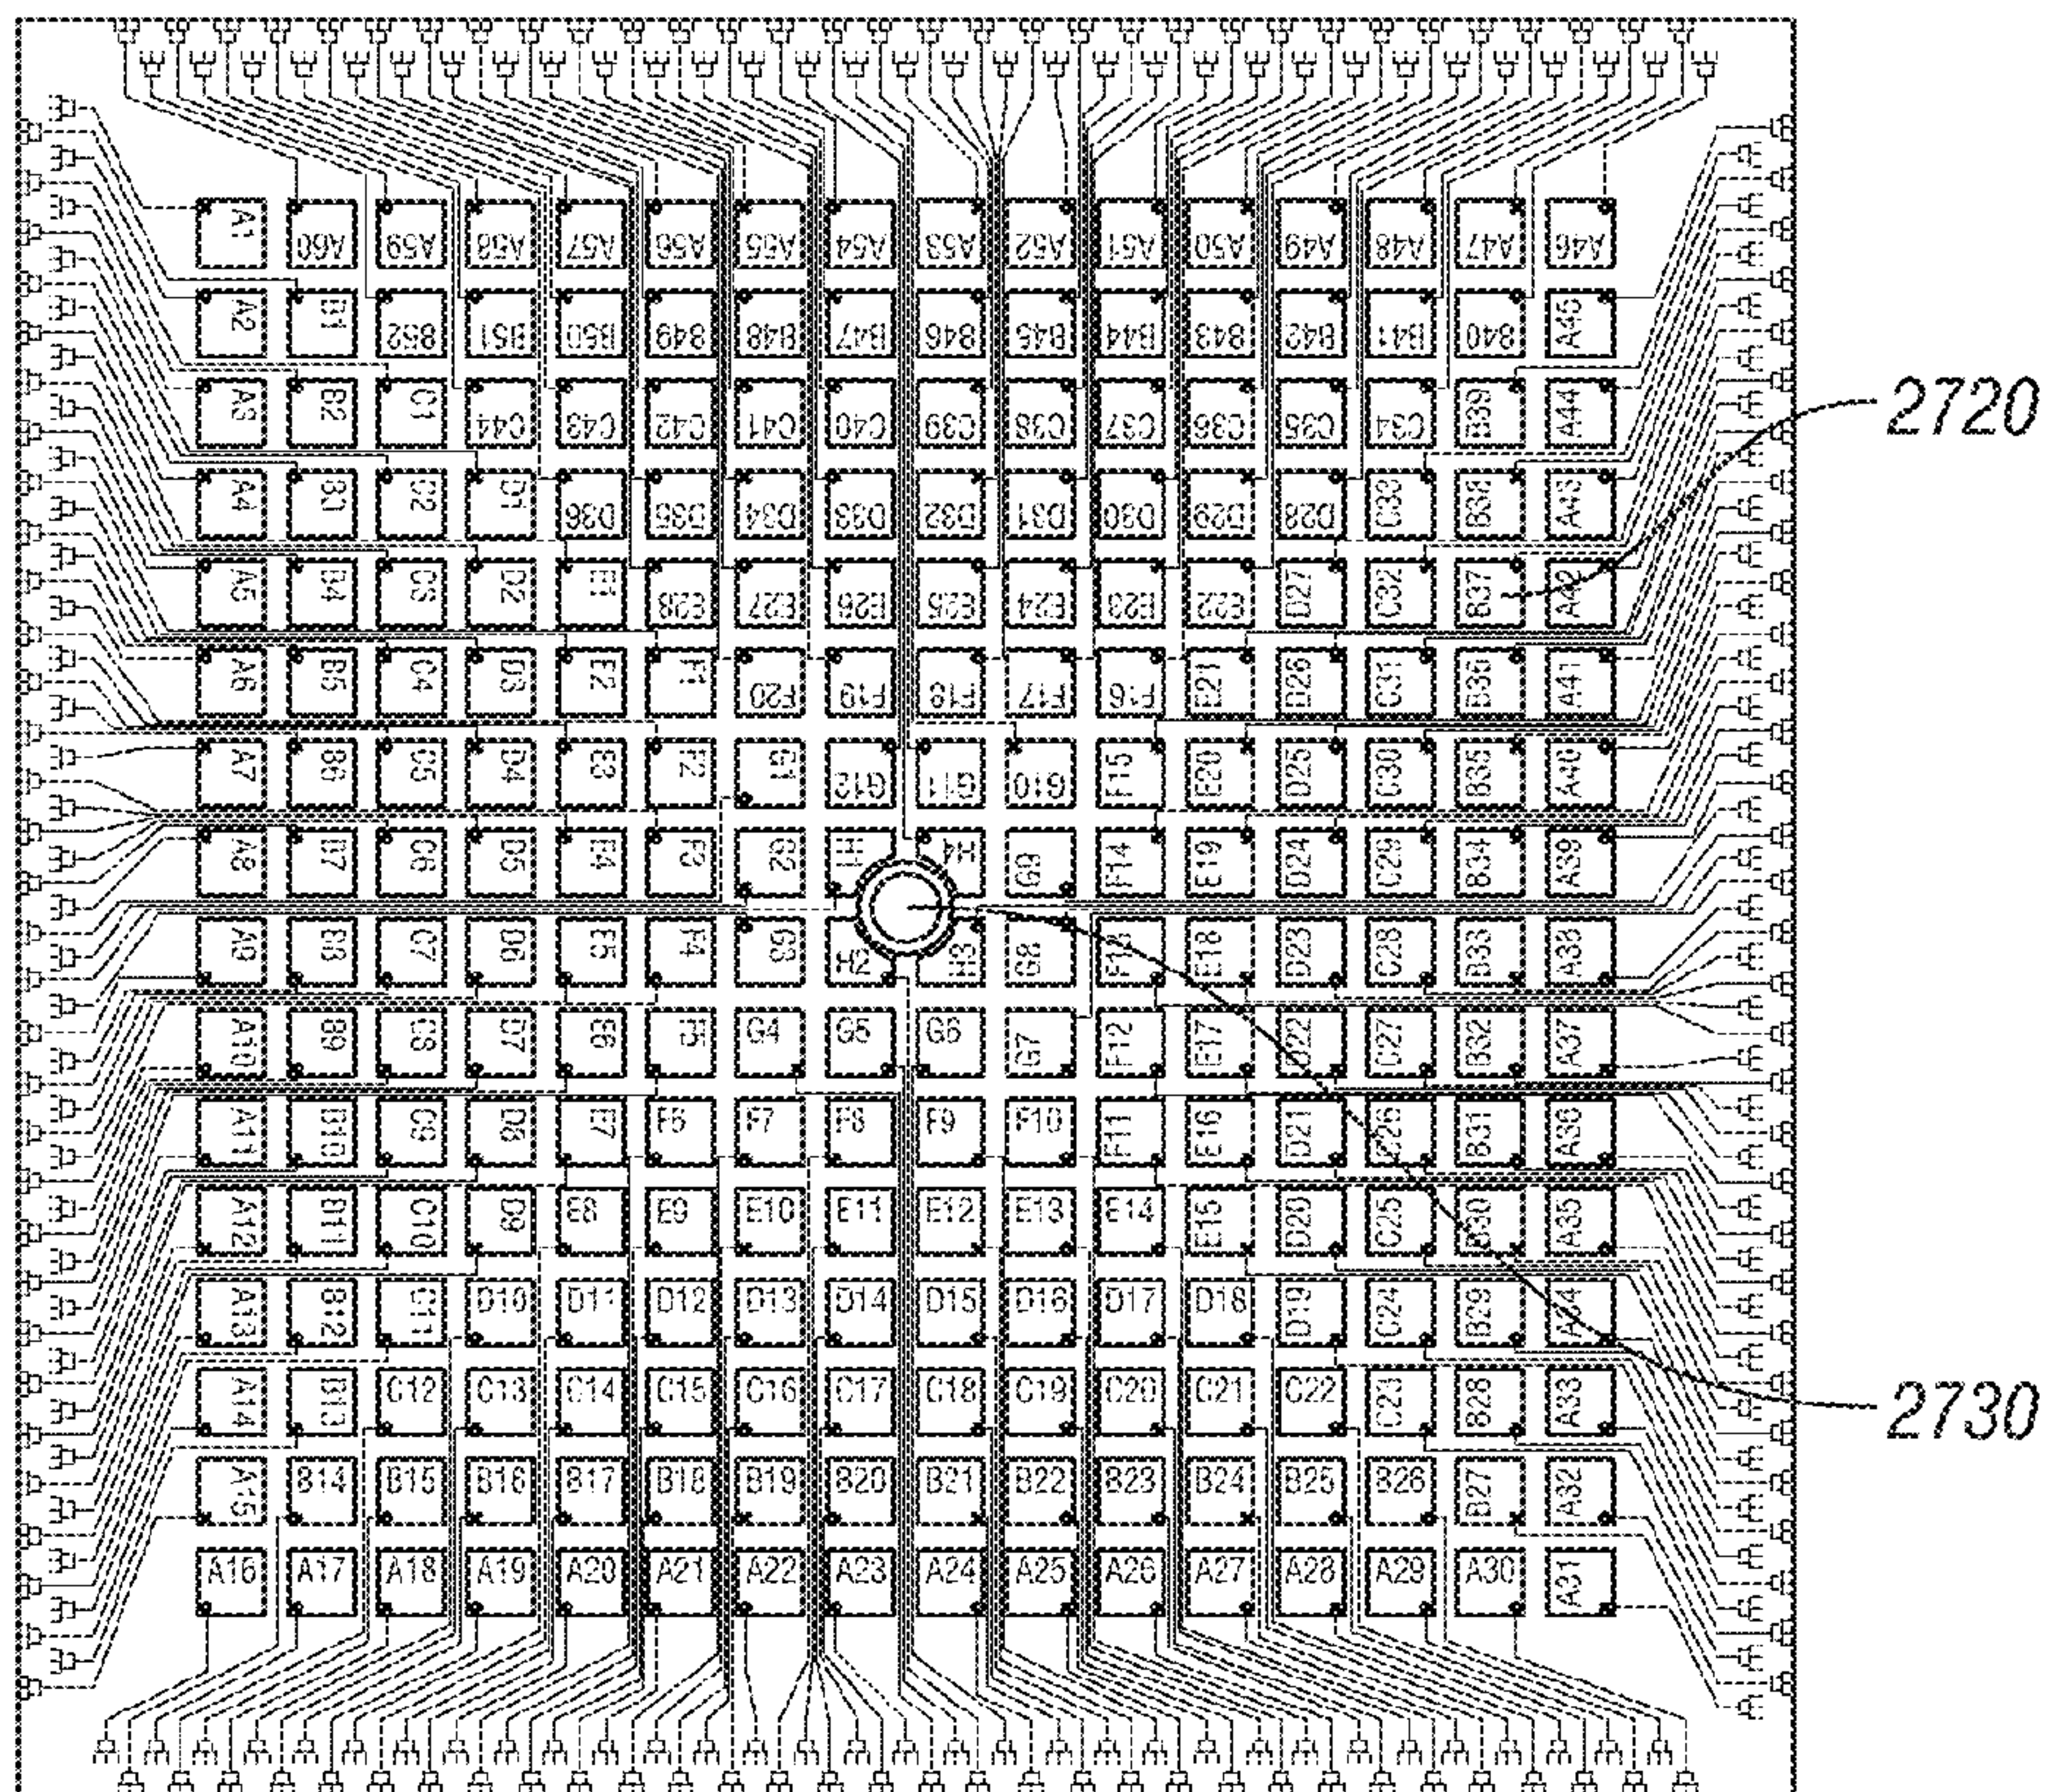 A1 A60 A59 A58 A57 A56 A55 A54 A53 A52 A51 A50 A49 A48 A47 A46
A2 B1 B52 B51 B50 B49 B48 B47 B46 B45 B44 B43 B42 B41 B40 A45
A3 B2 C1 C44 C43 C42 C41 C40 C39 C38 C37 C36 C35 C34 B39 A44
2720
A4 B3 C2 D1 D36 D35 D34 D33 D32 D31 D30 D29 D28 C33 B38 A43
A5 B4 C3 D2 E1 E28 E27 E26 E25 E24 E23 E22 D27 C32 B37 A42
A6 B5 C4 D3 E2 F1 F20 F19 F18 F17 F16 E21 D26 C31 B36 A41
A7 B6 C5 D4 E3 F2 G1 G12 G11 G10 F15 E20 D25 C30 B35 A40
A8 B7 C6 D5 E4 F3 G2 H1 H4 G9 F14 E19 D24 C29 B34 A39
A9 B8 C7 D6 E5 F4 G3 H2 H3 G8 F13 E18 D23 C28 B33 A38
A10 B9 C8 D7 E6 F5 G4 G5 G6 G7 F12 E17 D22 C27 B32 A37
A11 B10 C9 D8 E7 F6 F7 F8 F9 F10 F11 E16 D21 C26 B31 A36
A12 B11 C10 D9 E8 E9 E10 E11 E12 E13 E14 E15 D20 C25 B30 A35
A13 B12 C11 D10 D11 D12 D13 D14 D15 D16 D17 D18 D19 C24 B29 A34
A14 B13 C12 C13 C14 C15 C16 C17 C18 C19 C20 C21 C22 C23 B28 A33
2730
A15 B14 B15 B16 B17 B18 B19 B20 B21 B22 B23 B24 B25 B26 B27 A32
A16 A17 A18 A19 A20 A21 A22 A23 A24 A25 A26 A27 A28 A29 A30 A31